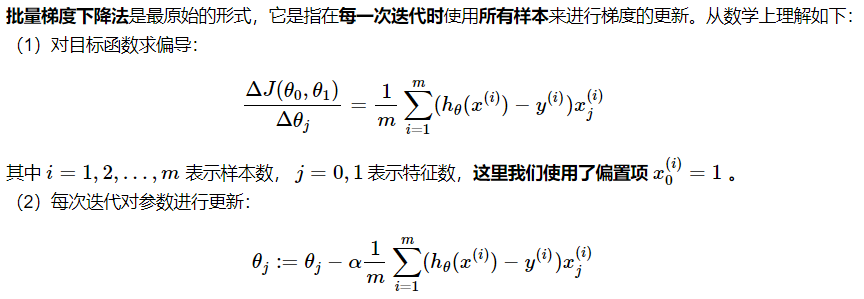 批量梯度下降法是最原始的形式，它是指在每一次迭代时使用所有样本来进行梯度的更新。从数学上理解如下：
（1）对目标函数求偏导：
\frac{\Delta J(\theta_0, \theta_1)}{\Delta \theta_j} = \frac{1}{m} \sum_{i=1}^{m} (h_\theta(x^{(i)}) - y^{(i)}) x_j^{(i)}
其中 i = 1, 2, . . . , m 表示样本数， j = 0, 1 表示特征数，这里我们使用了偏置项 x_0^{(i)} = 1 。
（2）每次迭代对参数进行更新：
\theta_j := \theta_j - \alpha \frac{1}{m} \sum_{i=1}^{m} (h_\theta(x^{(i)}) - y^{(i)}) x_j^{(i)}